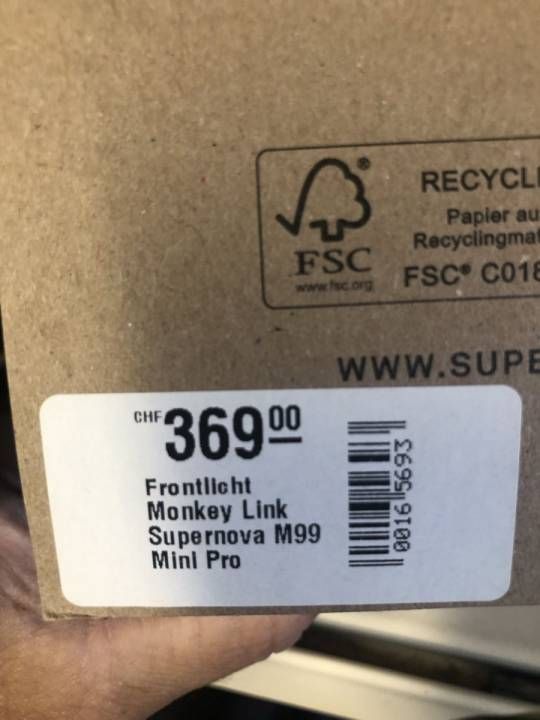 RECYCL
Papier au
Recyclingmat
FSC
www.fsc.org
FSC® C018
WWW.SUPE
CHF 369.00
Frontlicht
Monkey Link
Supernova M99
Mini Pro
0016 5693